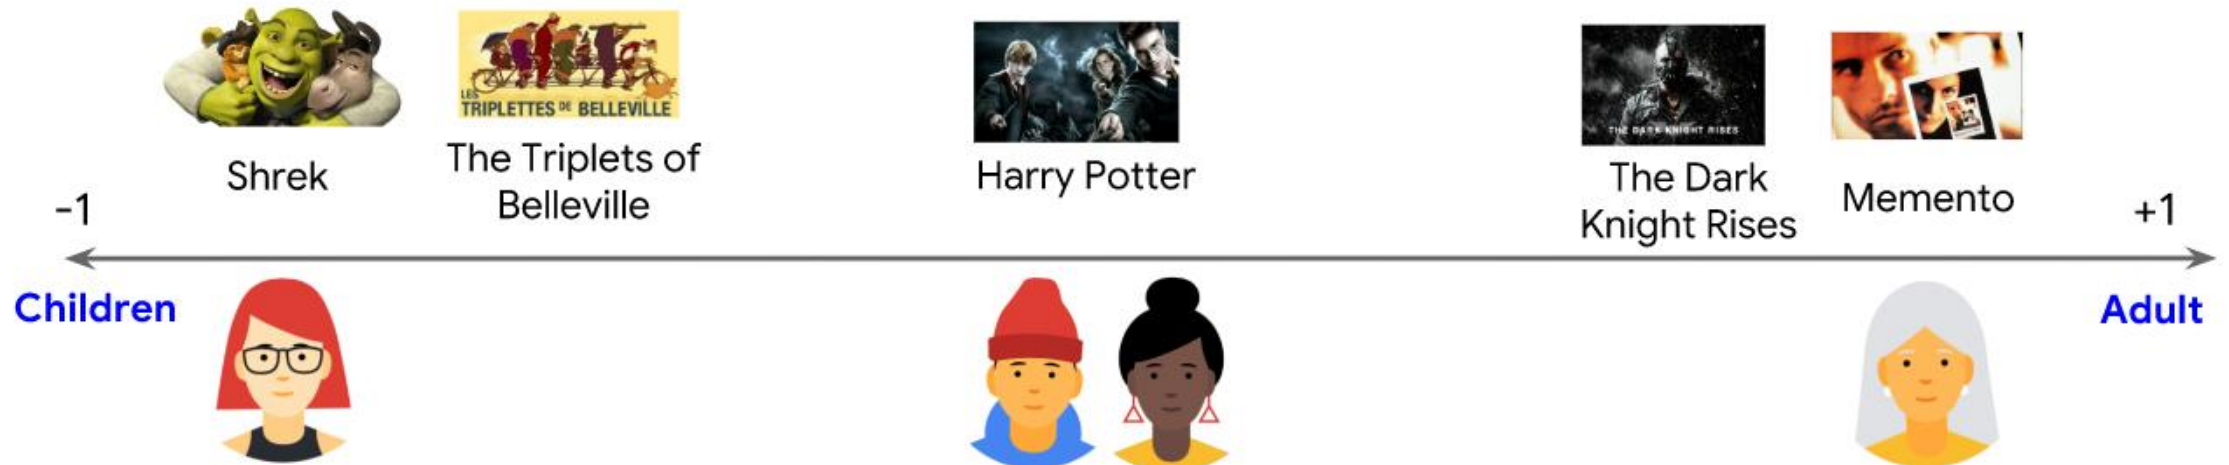 LES
TRIPLETTES DE BELLEVILLE
THE DARK KNIGHT RISES
Shrek
The Triplets of
Belleville
Harry Potter
The Dark
Knight Rises
Memento
-1
+1
Children
Adult